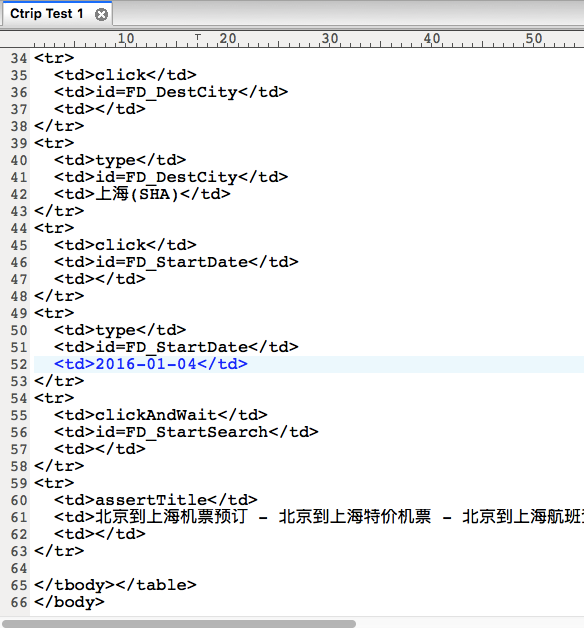 Ctrip Test 1
10 20 30 40 50
34 <tr>
35 <td>click</td>
36 <td>id=FD_DestCity</td>
37 <td></td>
38 </tr>
39 <tr>
40 <td>type</td>
41 <td>id=FD_DestCity</td>
42 <td>上海(SHA)</td>
43 </tr>
44 <tr>
45 <td>click</td>
46 <td>id=FD_StartDate</td>
47 <td></td>
48 </tr>
49 <tr>
50 <td>type</td>
51 <td>id=FD_StartDate</td>
52 <td>2016-01-04</td>
53 </tr>
54 <tr>
55 <td>clickAndWait</td>
56 <td>id=FD_StartSearch</td>
57 <td></td>
58 </tr>
59 <tr>
60 <td>assertTitle</td>
61 <td>北京到上海机票预订 - 北京到上海特价机票 - 北京到上海航班
62 <td></td>
63 </tr>
64
65 </tbody></table>
66 </body>